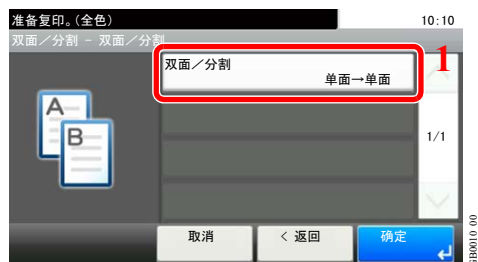 准备复印。(全色)
10:10
双面／分割 - 双面／分割
双面／分割
单面→单面
1
A
B
1/1
取消
< 返回
确定
GB0010_00